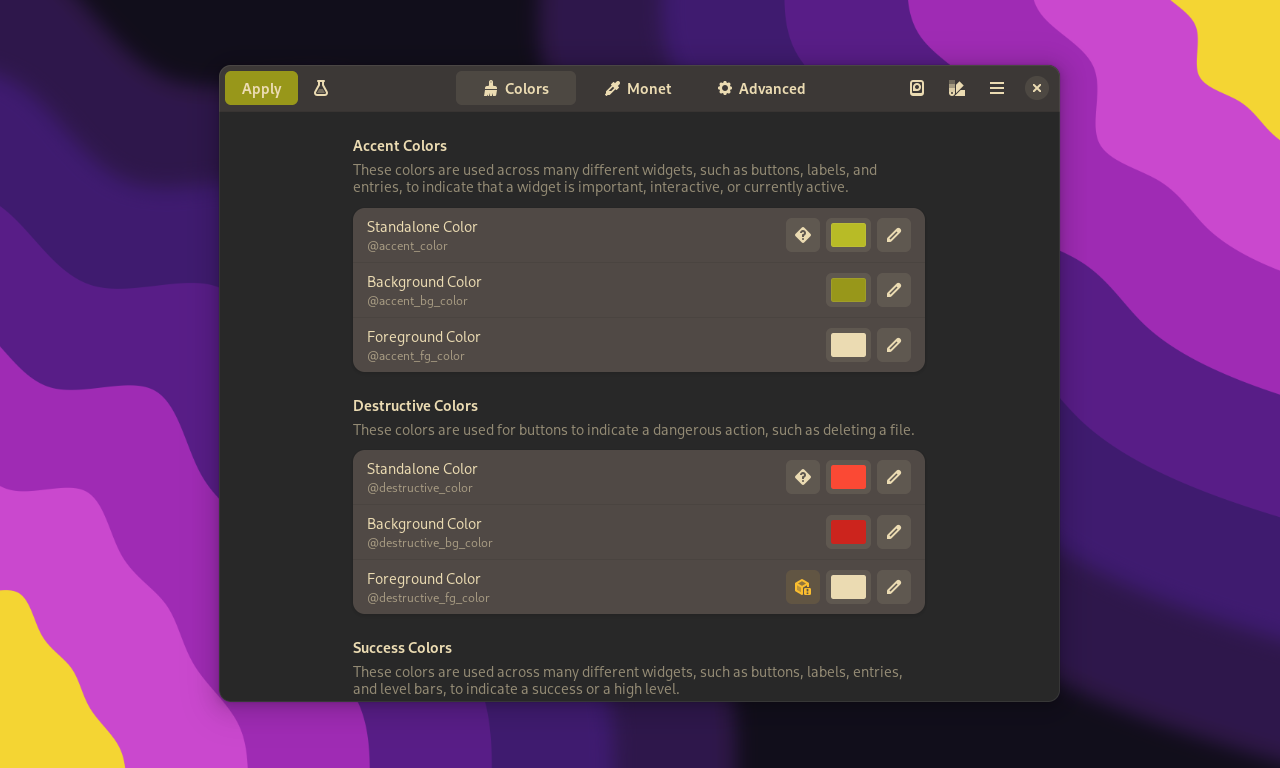 Apply
Colors
Monet
Advanced
Accent Colors
These colors are used across many different widgets, such as buttons, labels, and
entries, to indicate that a widget is important, interactive, or currently active.
Standalone Color
@accent_color
Background Color
@accent_bg_color
Foreground Color
@accent_fg_color
Destructive Colors
These colors are used for buttons to indicate a dangerous action, such as deleting a file.
Standalone Color
@destructive_color
Background Color
@destructive_bg_color
Foreground Color
@destructive_fg_color
Success Colors
These colors are used across many different widgets, such as buttons, labels, entries,
and level bars, to indicate a success or a high level.